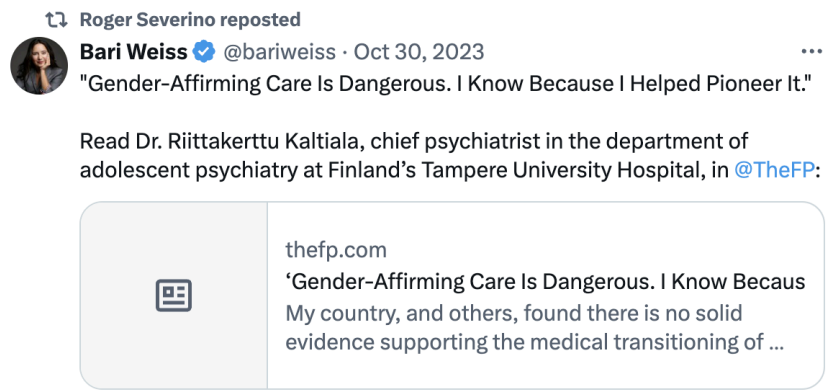 Roger Severino reposted
Bari Weiss @bariweiss · Oct 30, 2023 ...
"Gender-Affirming Care Is Dangerous. I Know Because I Helped Pioneer It."
Read Dr. Riittakerttu Kaltiala, chief psychiatrist in the department of
adolescent psychiatry at Finland’s Tampere University Hospital, in @TheFP:
thefp.com
‘Gender-Affirming Care Is Dangerous. I Know Becaus
My country, and others, found there is no solid
evidence supporting the medical transitioning of ...